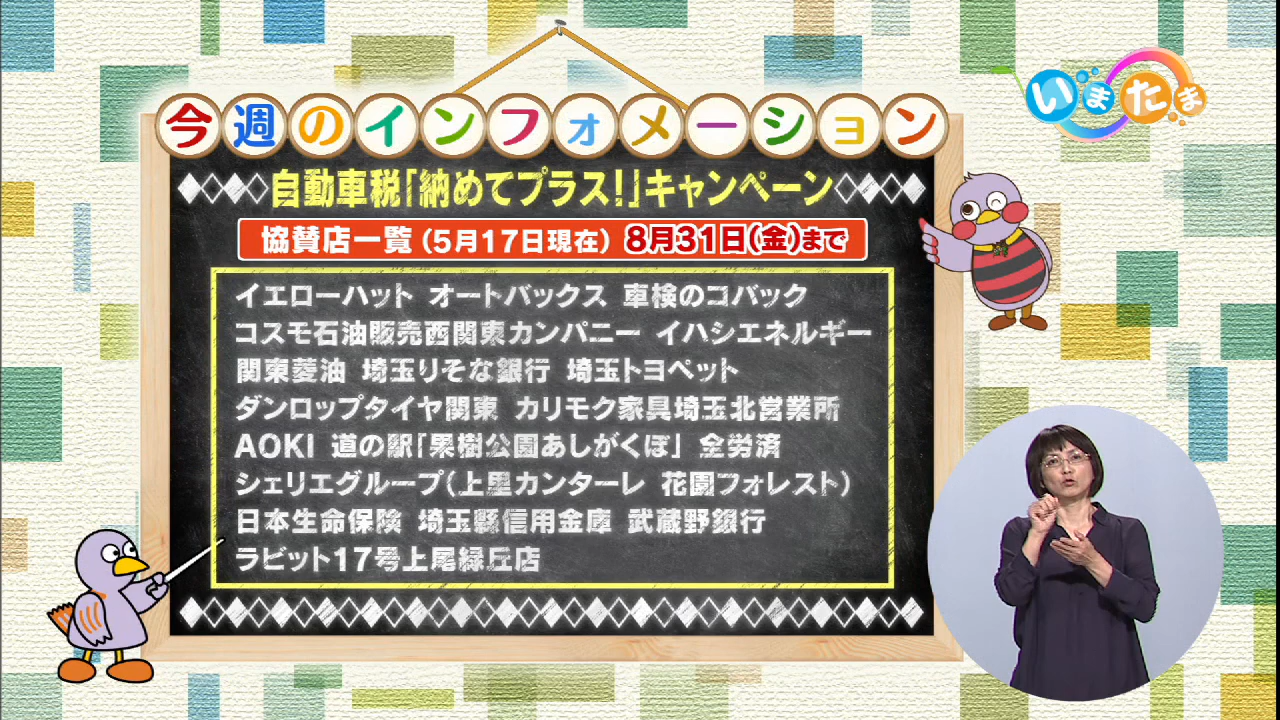 いまたま
今週のインフォメーション
自動車税「納めてプラス!」キャンペーン
協賛店一覧（5月17日現在） 8月31日(金)まで
イエローハット オートバックス 車検のコバック
コスモ石油販売西関東カンパニー イハシエネルギー
関東菱油 埼玉りそな銀行 埼玉トヨペット
ダンロップタイヤ関東 カリモク家具埼玉北営業所
AOKI 道の駅「果樹公園あしがくぼ」 全労済
シェリエグループ（上里カンターレ 花園フォレスト）
日本生命保険 埼玉縣信用金庫 武蔵野銀行
ラビット17号上尾緑丘店